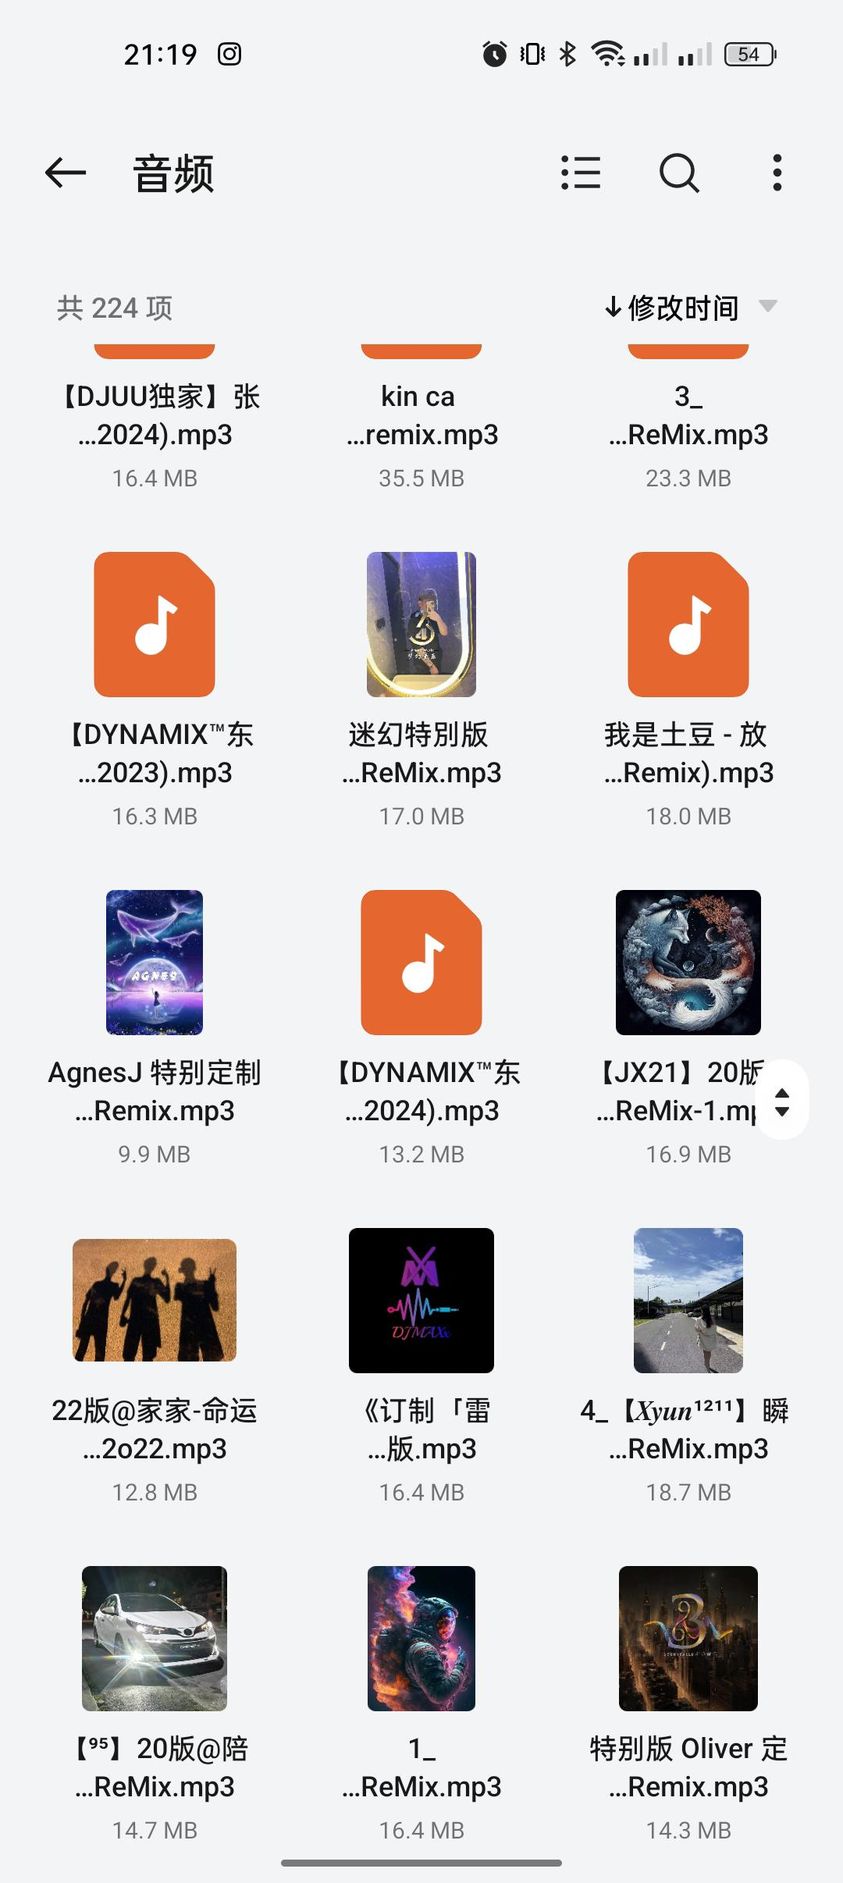 21:19
54
音频
共 224 项
修改时间
【DJUU独家】张
...2024).mp3
16.4 MB
kin ca
...remix.mp3
35.5 MB
3_
...ReMix.mp3
23.3 MB
【DYNAMIX™东
...2023).mp3
16.3 MB
迷幻特別版
...ReMix.mp3
17.0 MB
我是土豆 - 放
...Remix).mp3
18.0 MB
AGNES
AgnesJ 特别定制
...Remix.mp3
9.9 MB
【DYNAMIX™东
...2024).mp3
13.2 MB
【JX21】20版
...ReMix-1.mp
16.9 MB
22版@家家-命运
...2o22.mp3
12.8 MB
《订制「雷
...版.mp3
16.4 MB
4_【Xyun¹²¹¹】瞬
...ReMix.mp3
18.7 MB
【⁹⁵】20版@陪
...ReMix.mp3
14.7 MB
1_
...ReMix.mp3
16.4 MB
特别版 Oliver 定
...Remix.mp3
14.3 MB